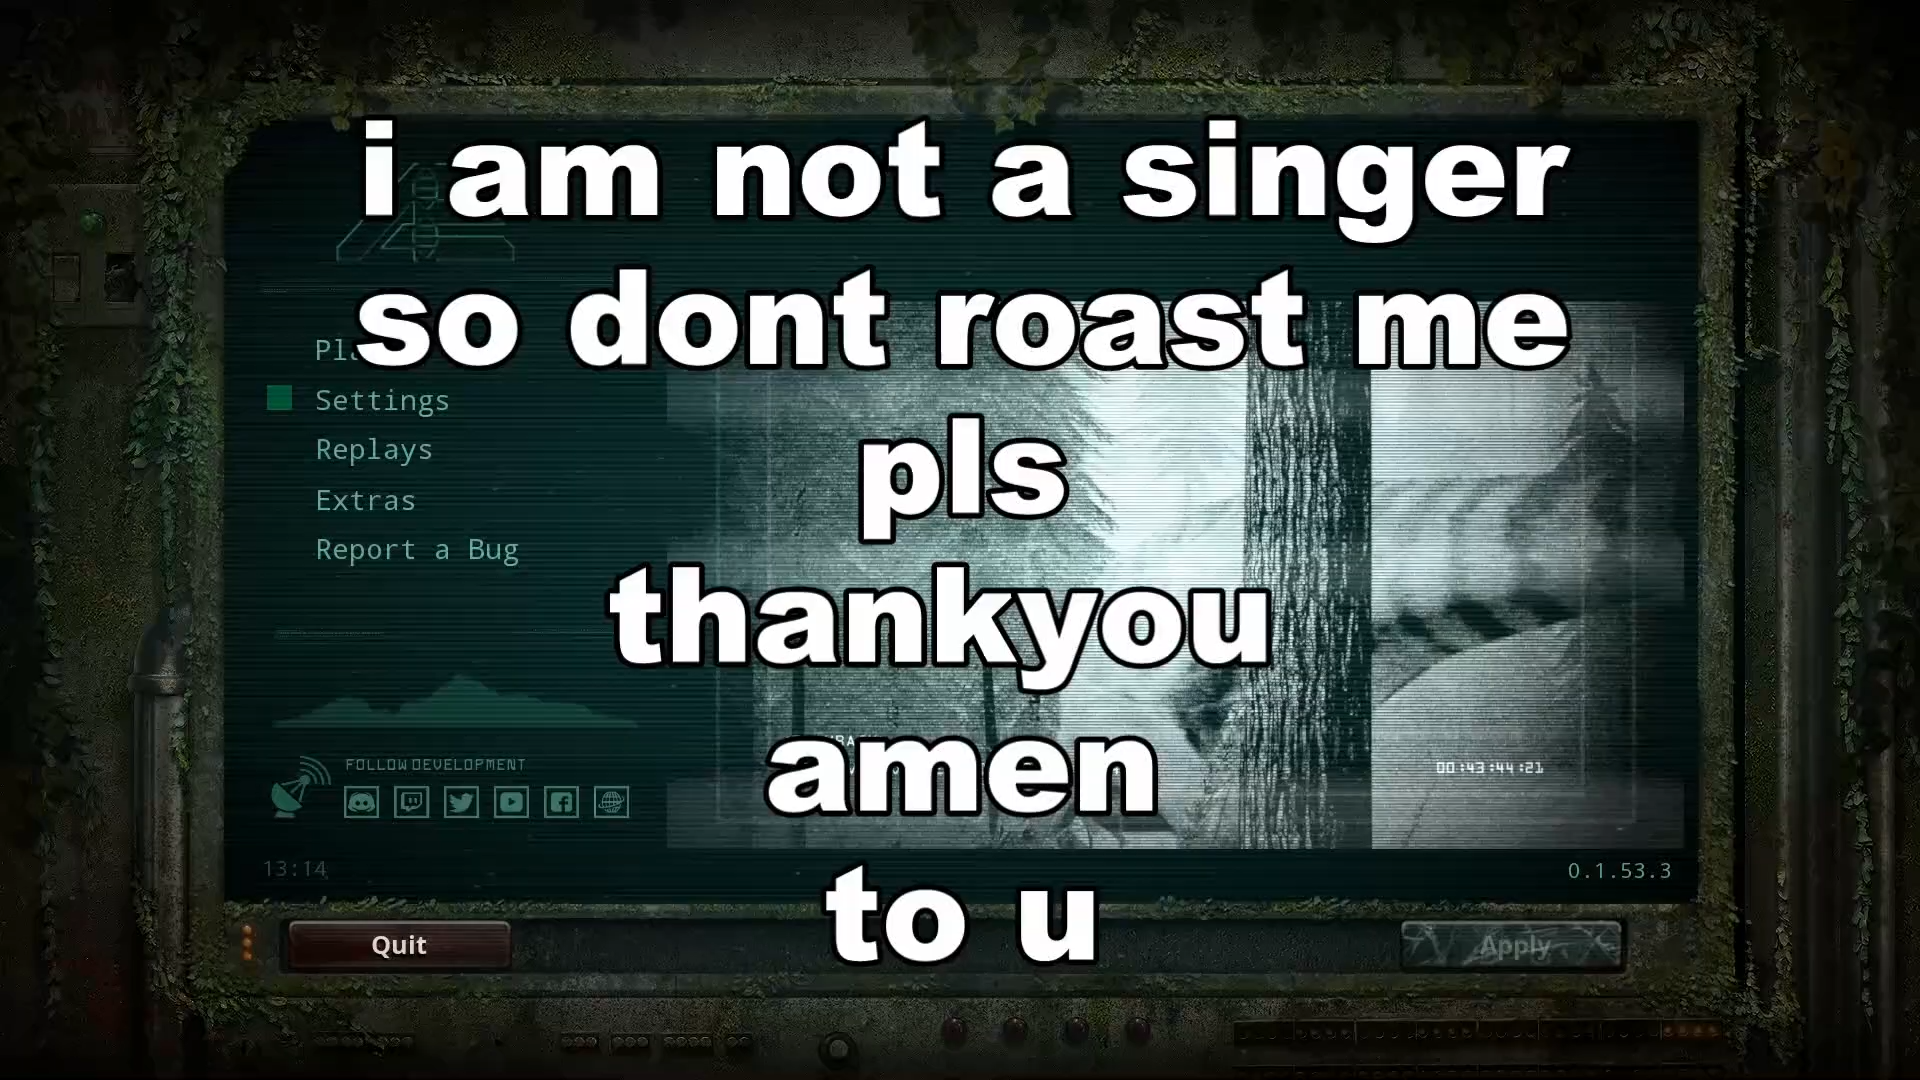 i am not a singer
so dont roast me
pls
thankyou
amen
to u
Settings
Replays
Extras
Report a Bug
FOLLOW DEVELOPMENT
00:43:44:21
13:14
0.1.53.3
Quit
Apply